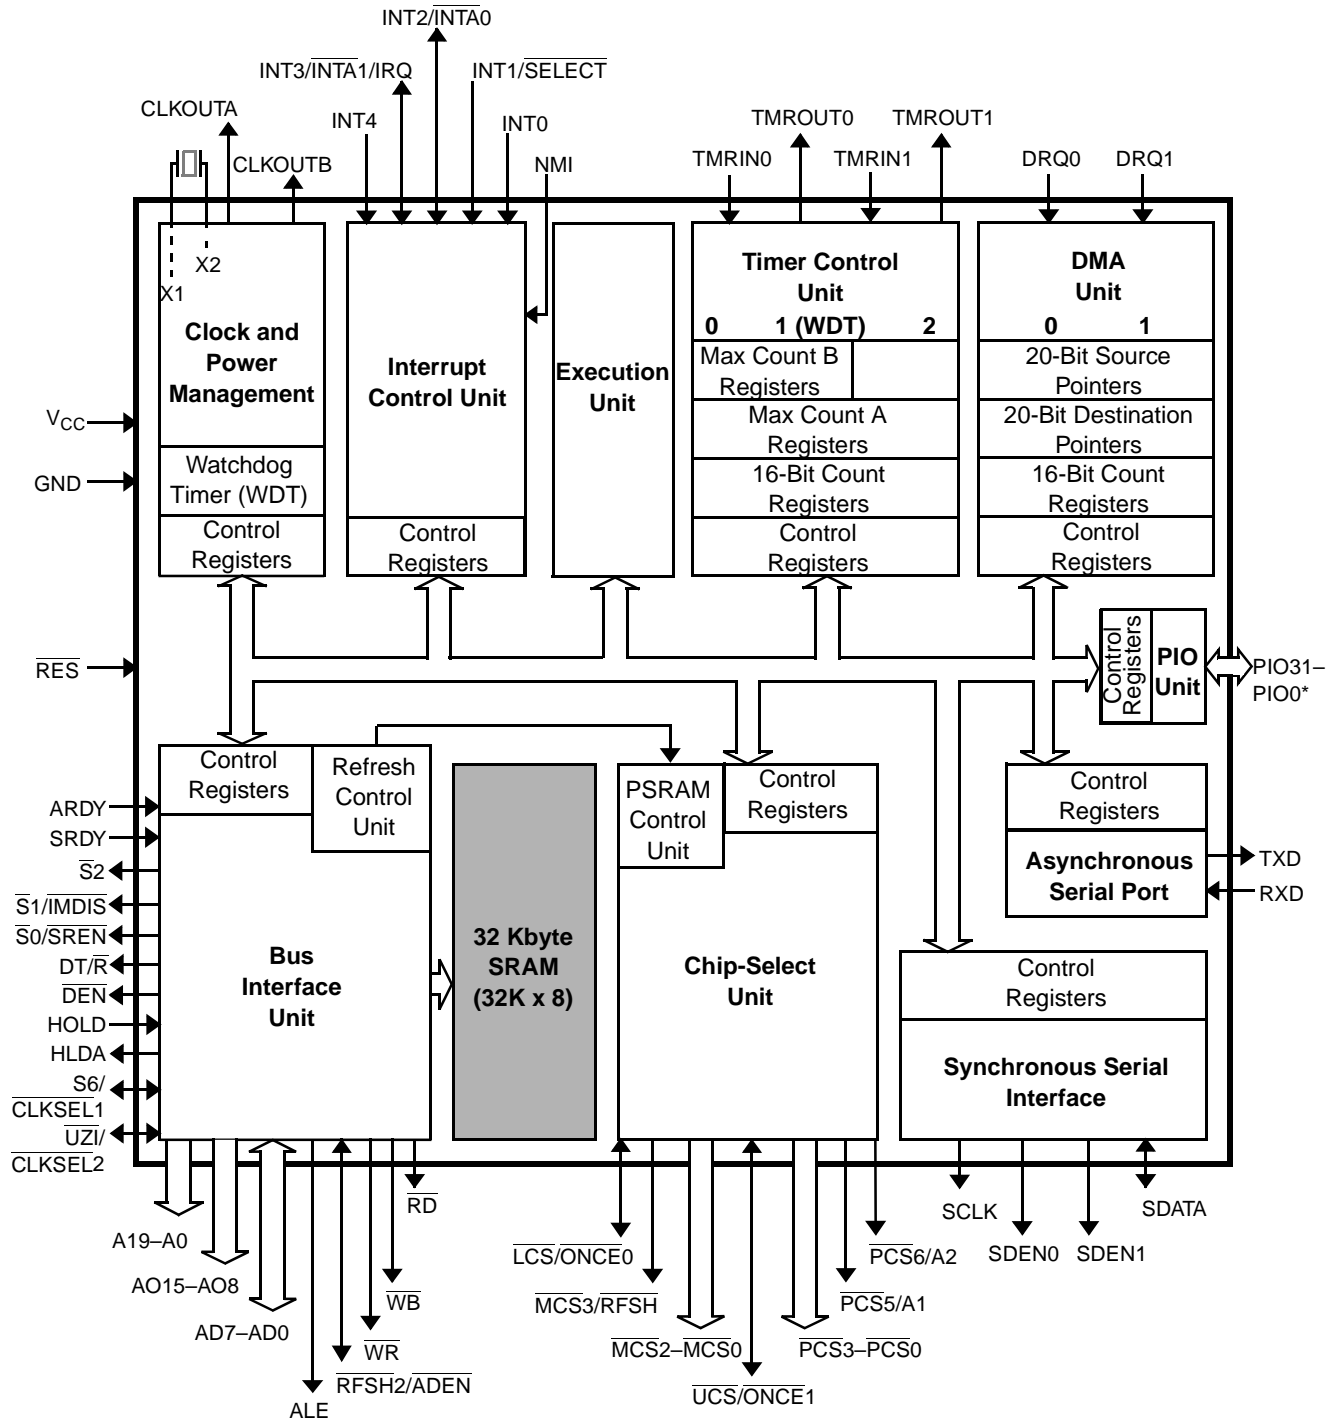 INT2/INTA0
INT3/INTA1/IRQ
INT1/SELECT
CLKOUTA
INT4
INT0
TMROUT0
TMROUT1
CLKOUTB
NMI
TMRIN0
TMRIN1
DRQ0
DRQ1
X2
X1
Clock and
Power
Management
Watchdog
Timer (WDT)
Control
Registers
Interrupt
Control Unit
Control
Registers
Execution
Unit
Timer Control
Unit
0 1 (WDT) 2
Max Count B
Registers
Max Count A
Registers
16-Bit Count
Registers
Control
Registers
DMA
Unit
0 1
20-Bit Source
Pointers
20-Bit Destination
Pointers
16-Bit Count
Registers
Control
Registers
VCC
GND
RES
Control
Registers
PIO
Unit
PIO31–
PIO0*
Control
Registers
Refresh
Control
Unit
Bus
Interface
Unit
32 Kbyte
SRAM
(32K x 8)
PSRAM
Control
Unit
Control
Registers
Chip-Select
Unit
Control
Registers
Asynchronous
Serial Port
TXD
RXD
Control
Registers
Synchronous Serial
Interface
ARDY
SRDY
S2
S1/IMDIS
S0/SREN
DT/R
DEN
HOLD
HLDA
S6/
CLKSEL1
UZI/
CLKSEL2
A19–A0
AO15–AO8
AD7–AD0
ALE
RFSH2/ADEN
WR
WB
RD
LCS/ONCE0
MCS3/RFSH
MCS2–MCS0
UCS/ONCE1
PCS3–PCS0
PCS5/A1
PCS6/A2
SCLK
SDEN0
SDEN1
SDATA